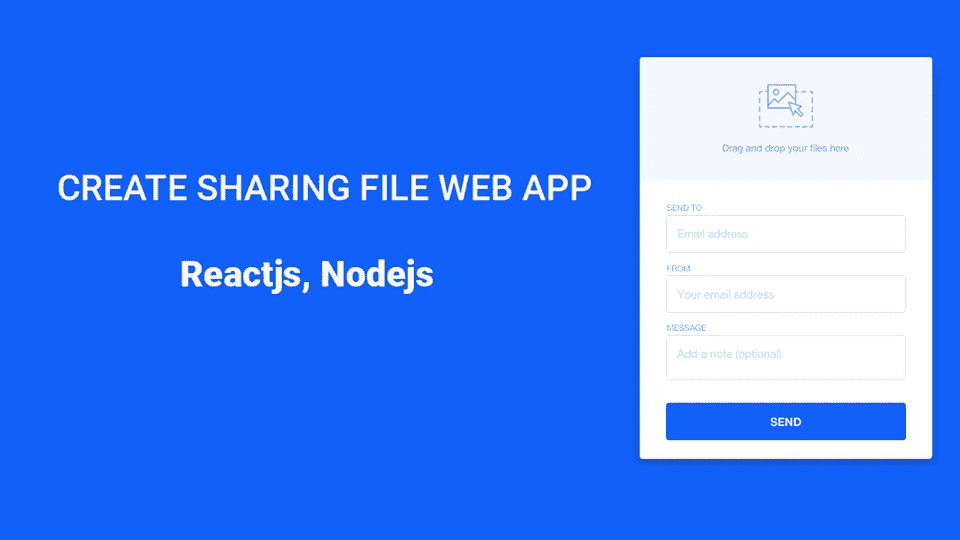 CREATE SHARING FILE WEB APP
Reactjs, Nodejs
Drag and drop your files here
SEND TO
Email address
FROM
Your email address
MESSAGE
Add a note (optional)
SEND